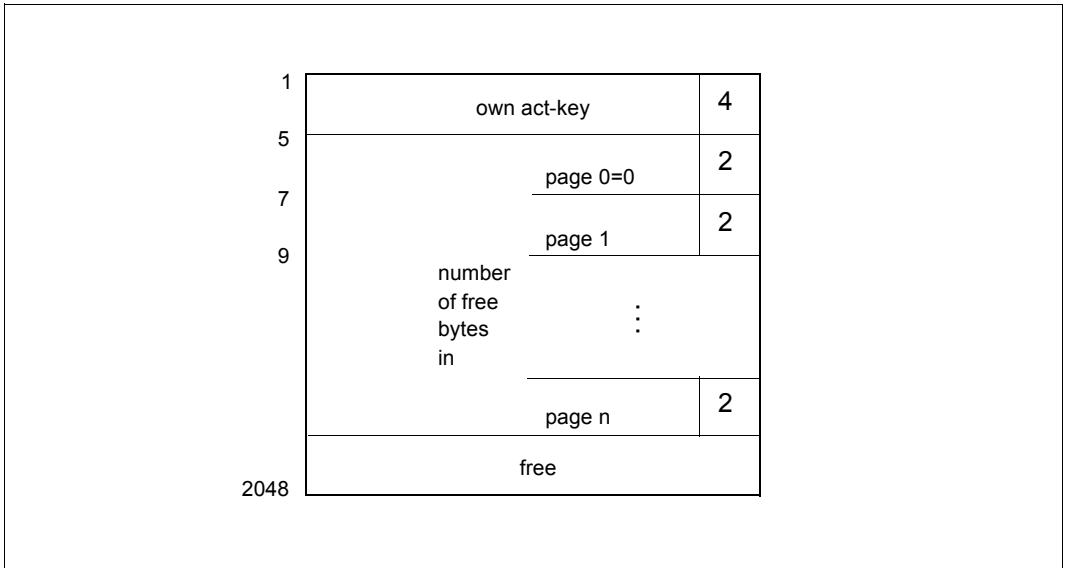 1
own act-key 4
5
page 0=0 2
7
page 1 2
9
number
of free
bytes
in
page n 2
free
2048